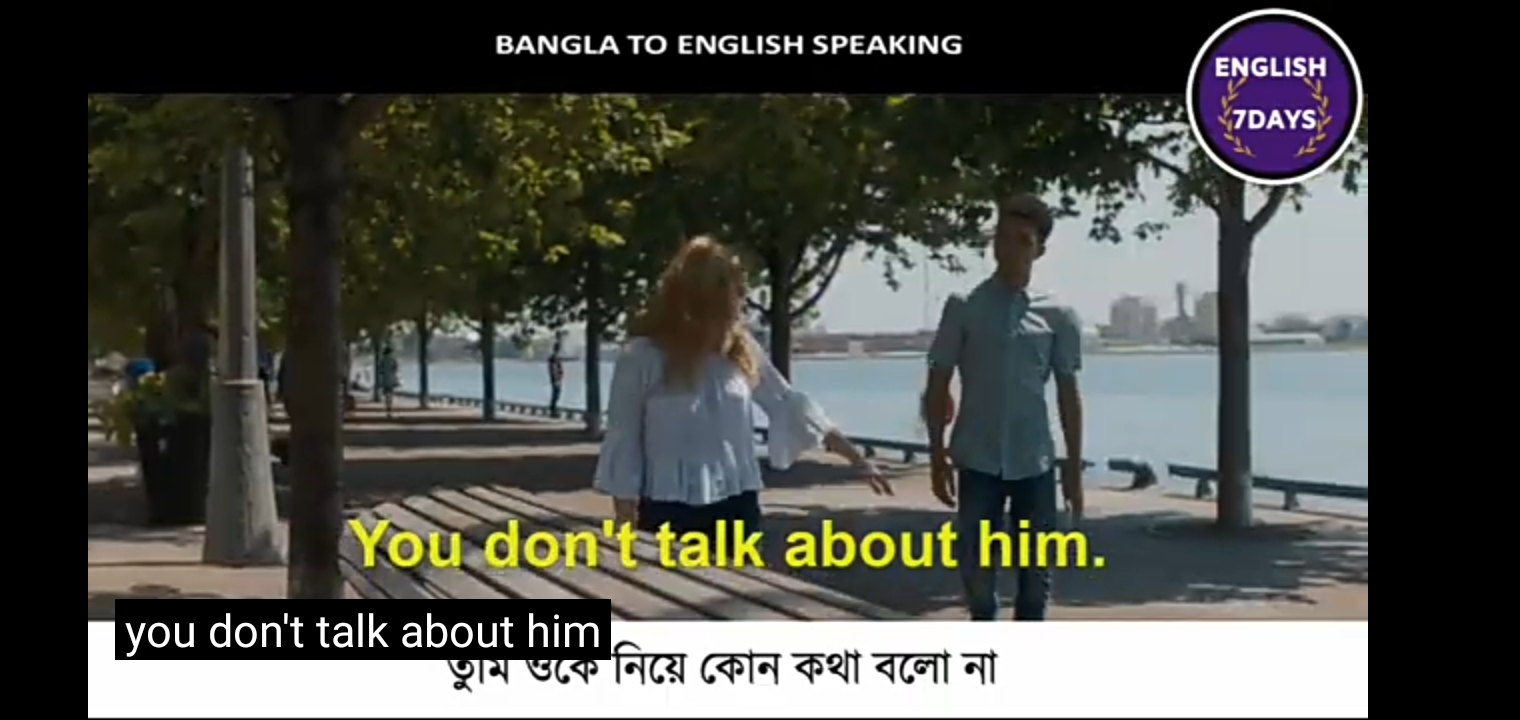 BANGLA TO ENGLISH SPEAKING
ENGLISH
7DAYS
You don't talk about him.
you don't talk about him
তুমি ওকে নিয়ে কোন কথা বলো না